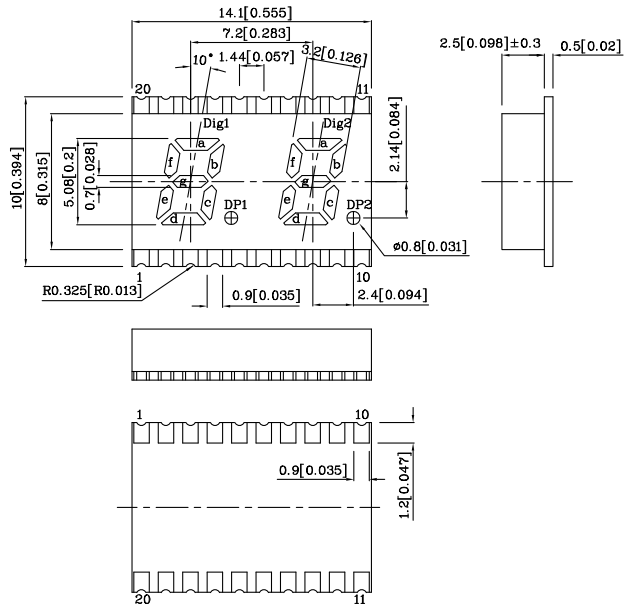 14.1[0.555]
7.2[0.283]
2.5[0.098]±0.3
0.5[0.02]
10°
1.44[0.057]
3.2[0.126]
20
11
Dig1
Dig2
a
a
f
b
f
b
g
g
e
c
e
c
d
d
DP1
DP2
10[0.394]
8[0.315]
5.08[0.2]
0.7[0.028]
2.14[0.084]
ø0.8[0.031]
1
10
R0.325[R0.013]
0.9[0.035]
2.4[0.094]
1
10
0.9[0.035]
1.2[0.047]
20
11